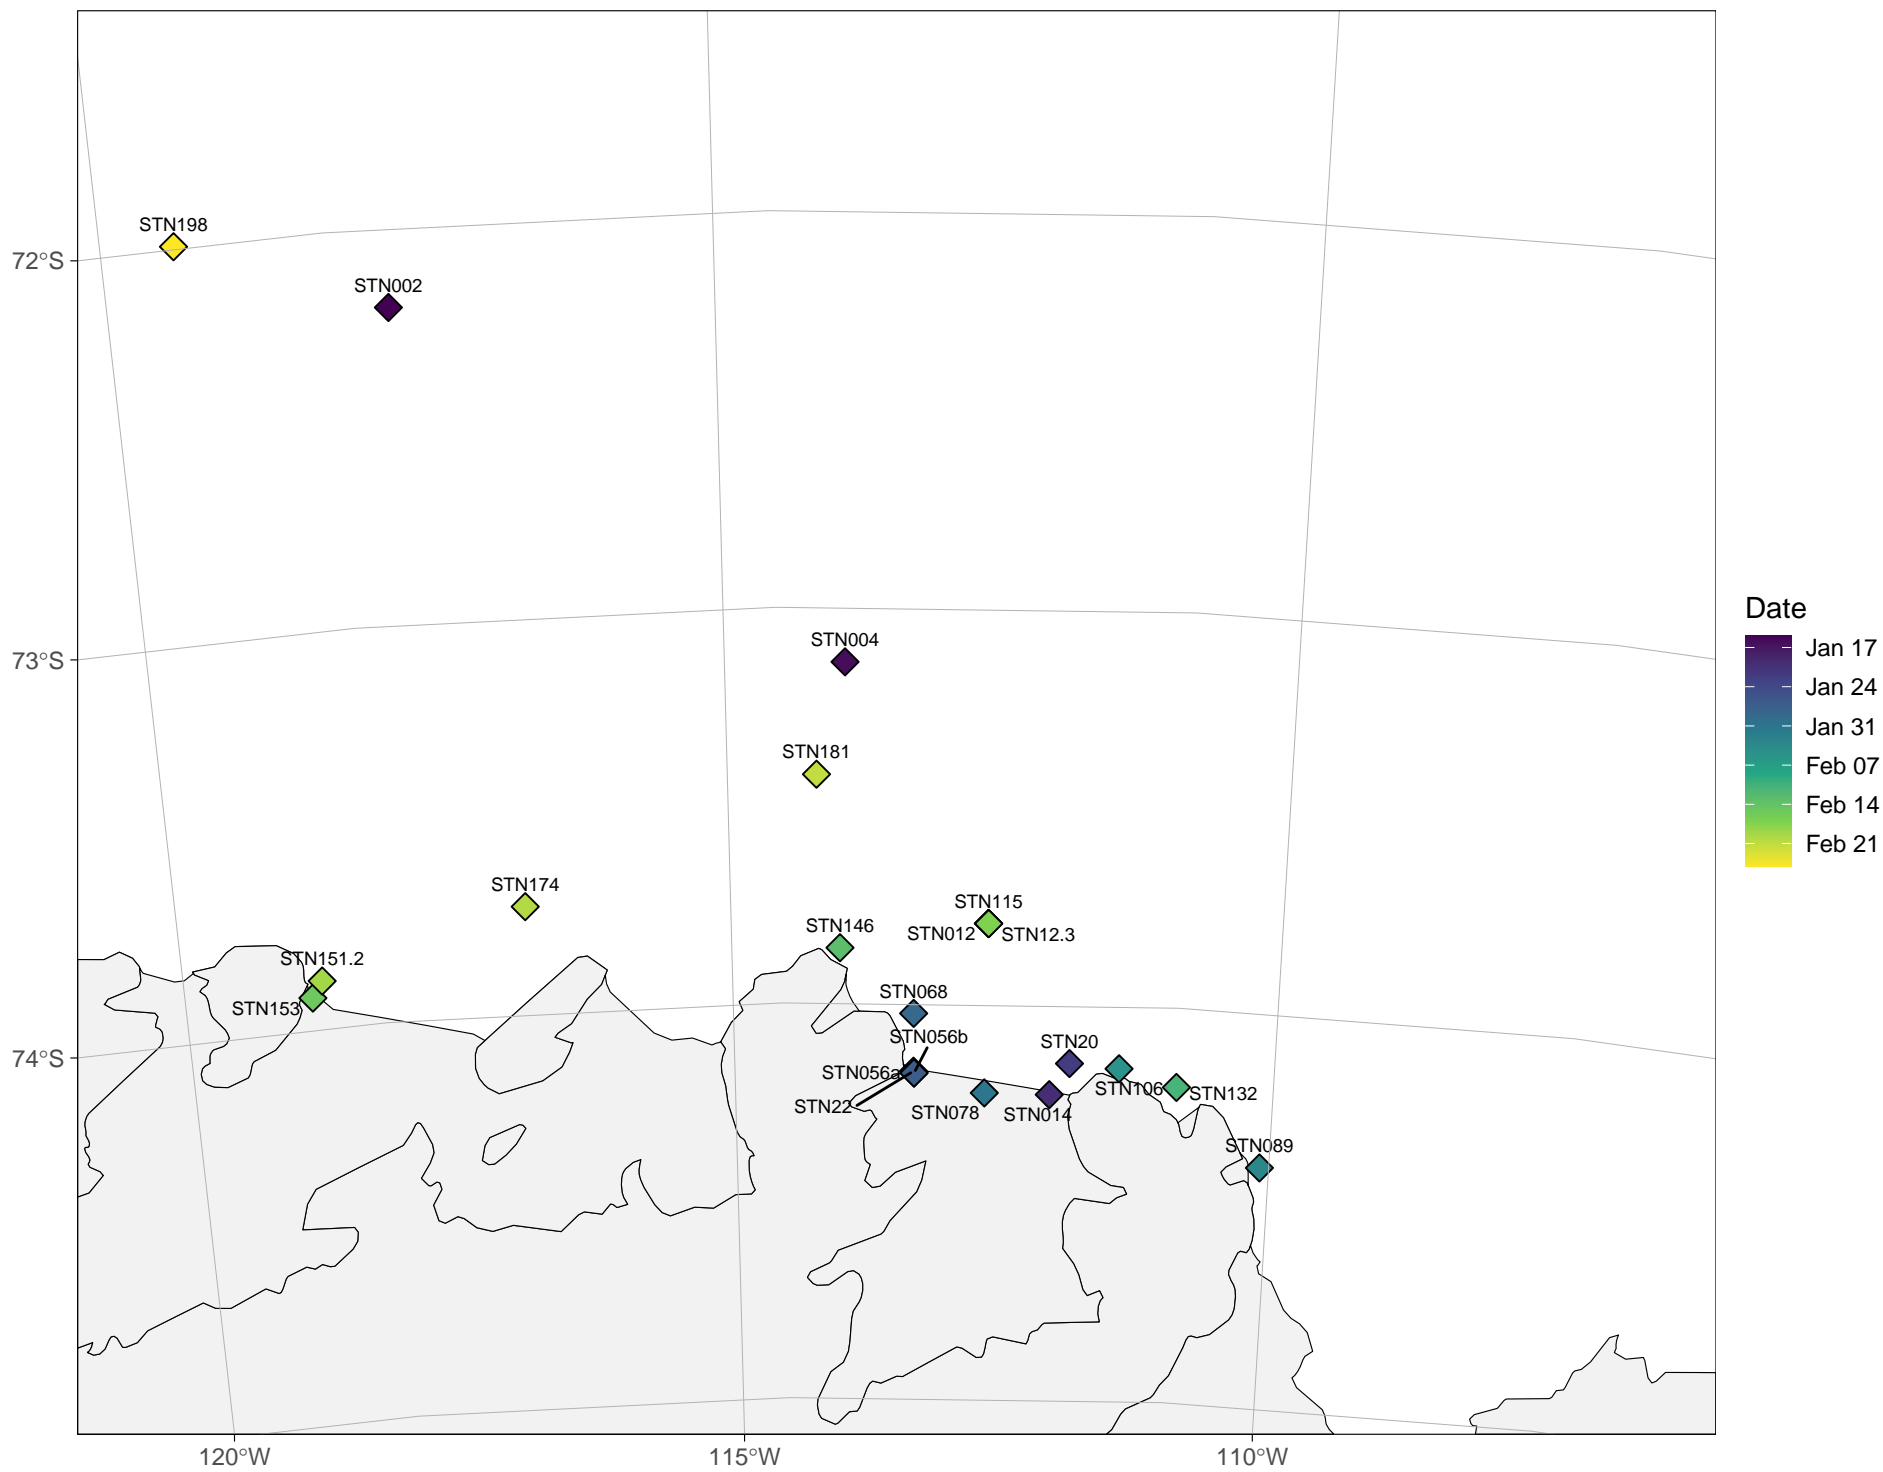 STN198
72°S
STN002
Date
Jan 17
Jan 24
Jan 31
Feb 07
Feb 14
Feb 21
STN004
73°S
STN181
STN174
STN115
STN012
STN12.3
STN146
STN151.2
STN153
STN068
STN056b
STN20
74°S
STN056a
STN22
STN078
STN014
STN106
STN132
STN089
120°W
115°W
110°W